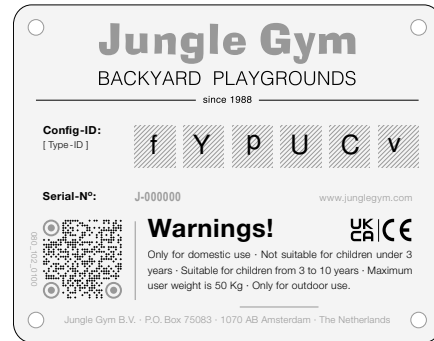 Jungle Gym
BACKYARD PLAYGROUNDS
since 1988
Config-ID:
[ Type-ID ]
f Y p U C v
Serial-Nº:
J-000000
www.junglegym.com
Warnings!
UK CA CE
Only for domestic use · Not suitable for children under 3
years · Suitable for children from 3 to 10 years · Maximum
user weight is 50 Kg · Only for outdoor use.
080_102_0100
Jungle Gym B.V. · P.O. Box 75083 · 1070 AB Amsterdam · The Netherlands